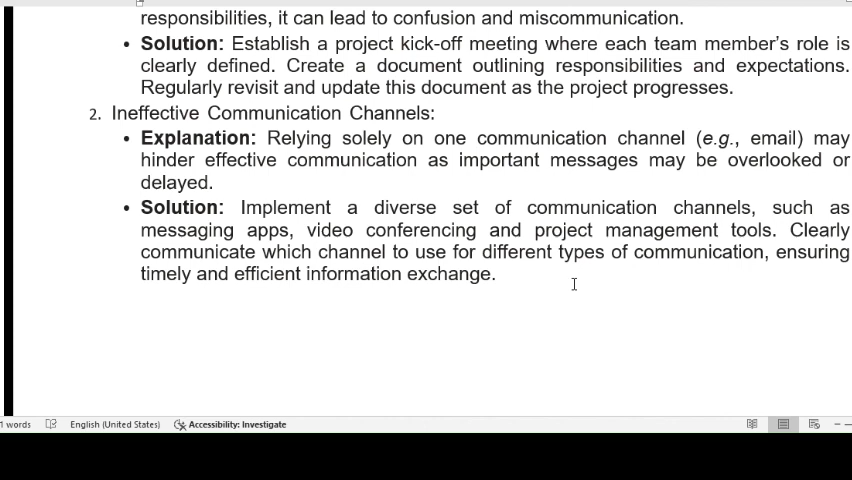 responsibilities, it can lead to confusion and miscommunication.
• Solution: Establish a project kick-off meeting where each team member's role is
clearly defined. Create a document outlining responsibilities and expectations.
Regularly revisit and update this document as the project progresses.
2. Ineffective Communication Channels:
• Explanation: Relying solely on one communication channel (e.g., email) may
hinder effective communication as important messages may be overlooked or
delayed.
• Solution: Implement a diverse set of communication channels, such as
messaging apps, video conferencing and project management tools. Clearly
communicate which channel to use for different types of communication, ensuring
timely and efficient information exchange.
1 words English (United States) Accessibility: Investigate